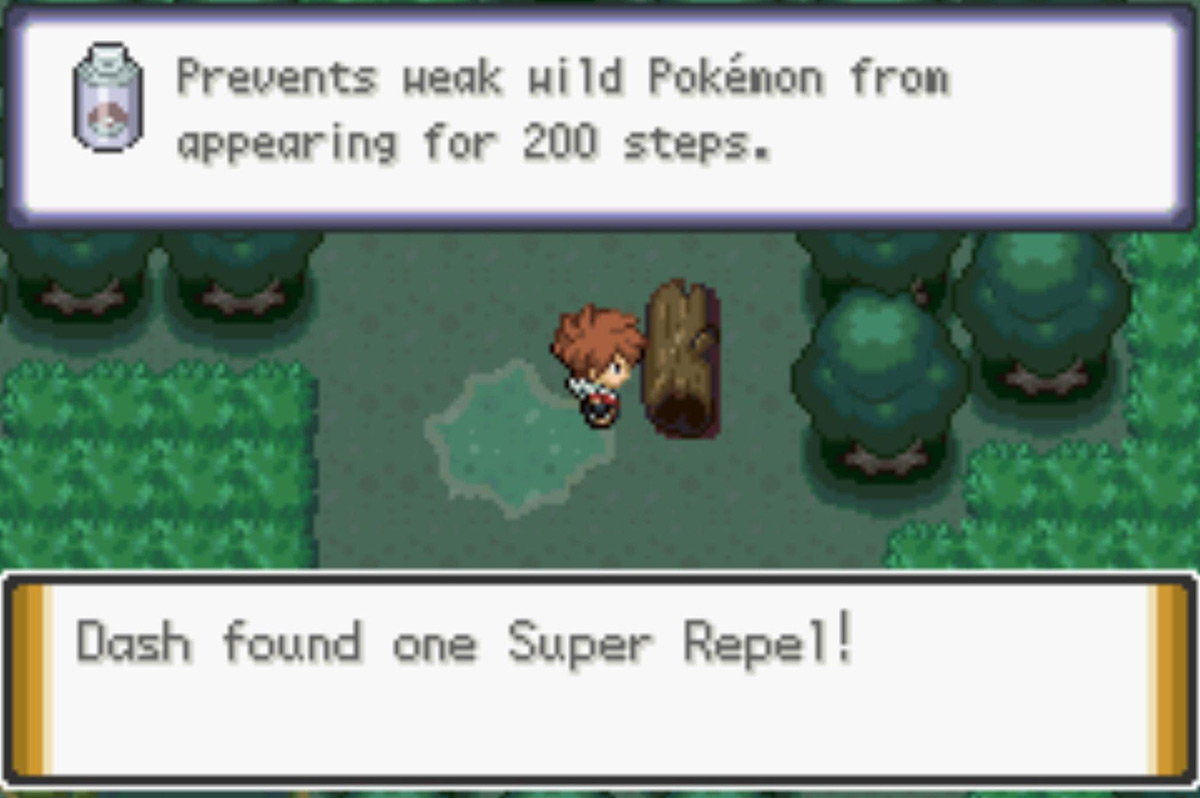 Prevents weak wild Pokémon from
appearing for 200 steps.
Dash found one Super Repel!